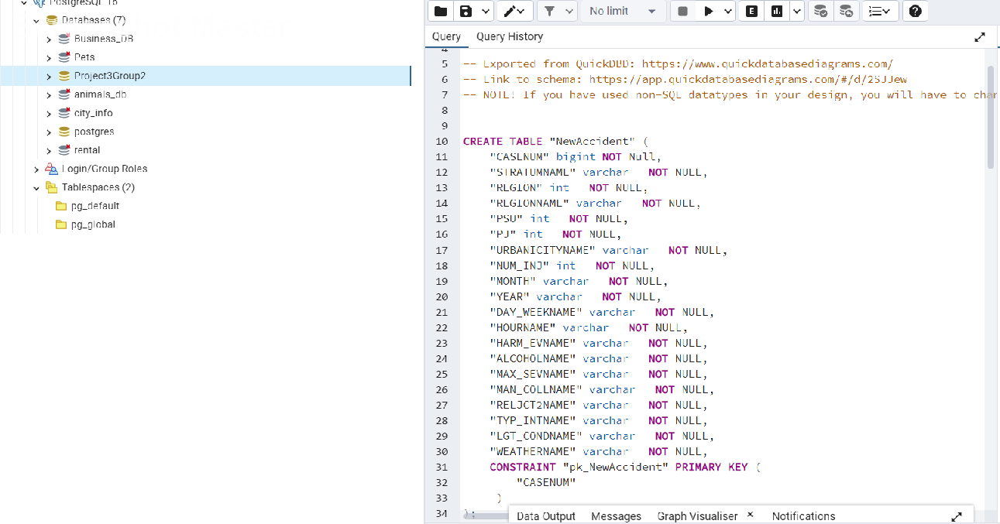 PostgreSQL 16
Databases (7)
Business_DB
Pets
Project3Group2
animals_db
city_info
postgres
rental
Login/Group Roles
Tablespaces (2)
pg_default
pg_global
No limit
E
Query
Query History
4
5 -- Exported from QuickDBD: https://www.quickdatabasediagrams.com/
6 -- Link to schema: https://app.quickdatabasediagrams.com/#/d/2SJJew
7 -- NOTE! If you have used non-SQL datatypes in your design, you will have to chan
8
9
10 CREATE TABLE "NewAccident" (
11 "CASENUM" bigint NOT Null,
12 "STRATUMNAME" varchar NOT NULL,
13 "REGION" int NOT NULL,
14 "REGIONNAME" varchar NOT NULL,
15 "PSU" int NOT NULL,
16 "PJ" int NOT NULL,
17 "URBANICITYNAME" varchar NOT NULL,
18 "NUM_INJ" int NOT NULL,
19 "MONTH" varchar NOT NULL,
20 "YEAR" varchar NOT NULL,
21 "DAY_WEEKNAME" varchar NOT NULL,
22 "HOURNAME" varchar NOT NULL,
23 "HARM_EVNAME" varchar NOT NULL,
24 "ALCOHOLNAME" varchar NOT NULL,
25 "MAX_SEVNAME" varchar NOT NULL,
26 "MAN_COLLNAME" varchar NOT NULL,
27 "RELJCT2NAME" varchar NOT NULL,
28 "TYP_INTNAME" varchar NOT NULL,
29 "LGT_CONDNAME" varchar NOT NULL,
30 "WEATHERNAME" varchar NOT NULL,
31 CONSTRAINT "pk_NewAccident" PRIMARY KEY (
32 "CASENUM"
33 )
34 );
Data Output Messages Graph Visualiser × Notifications